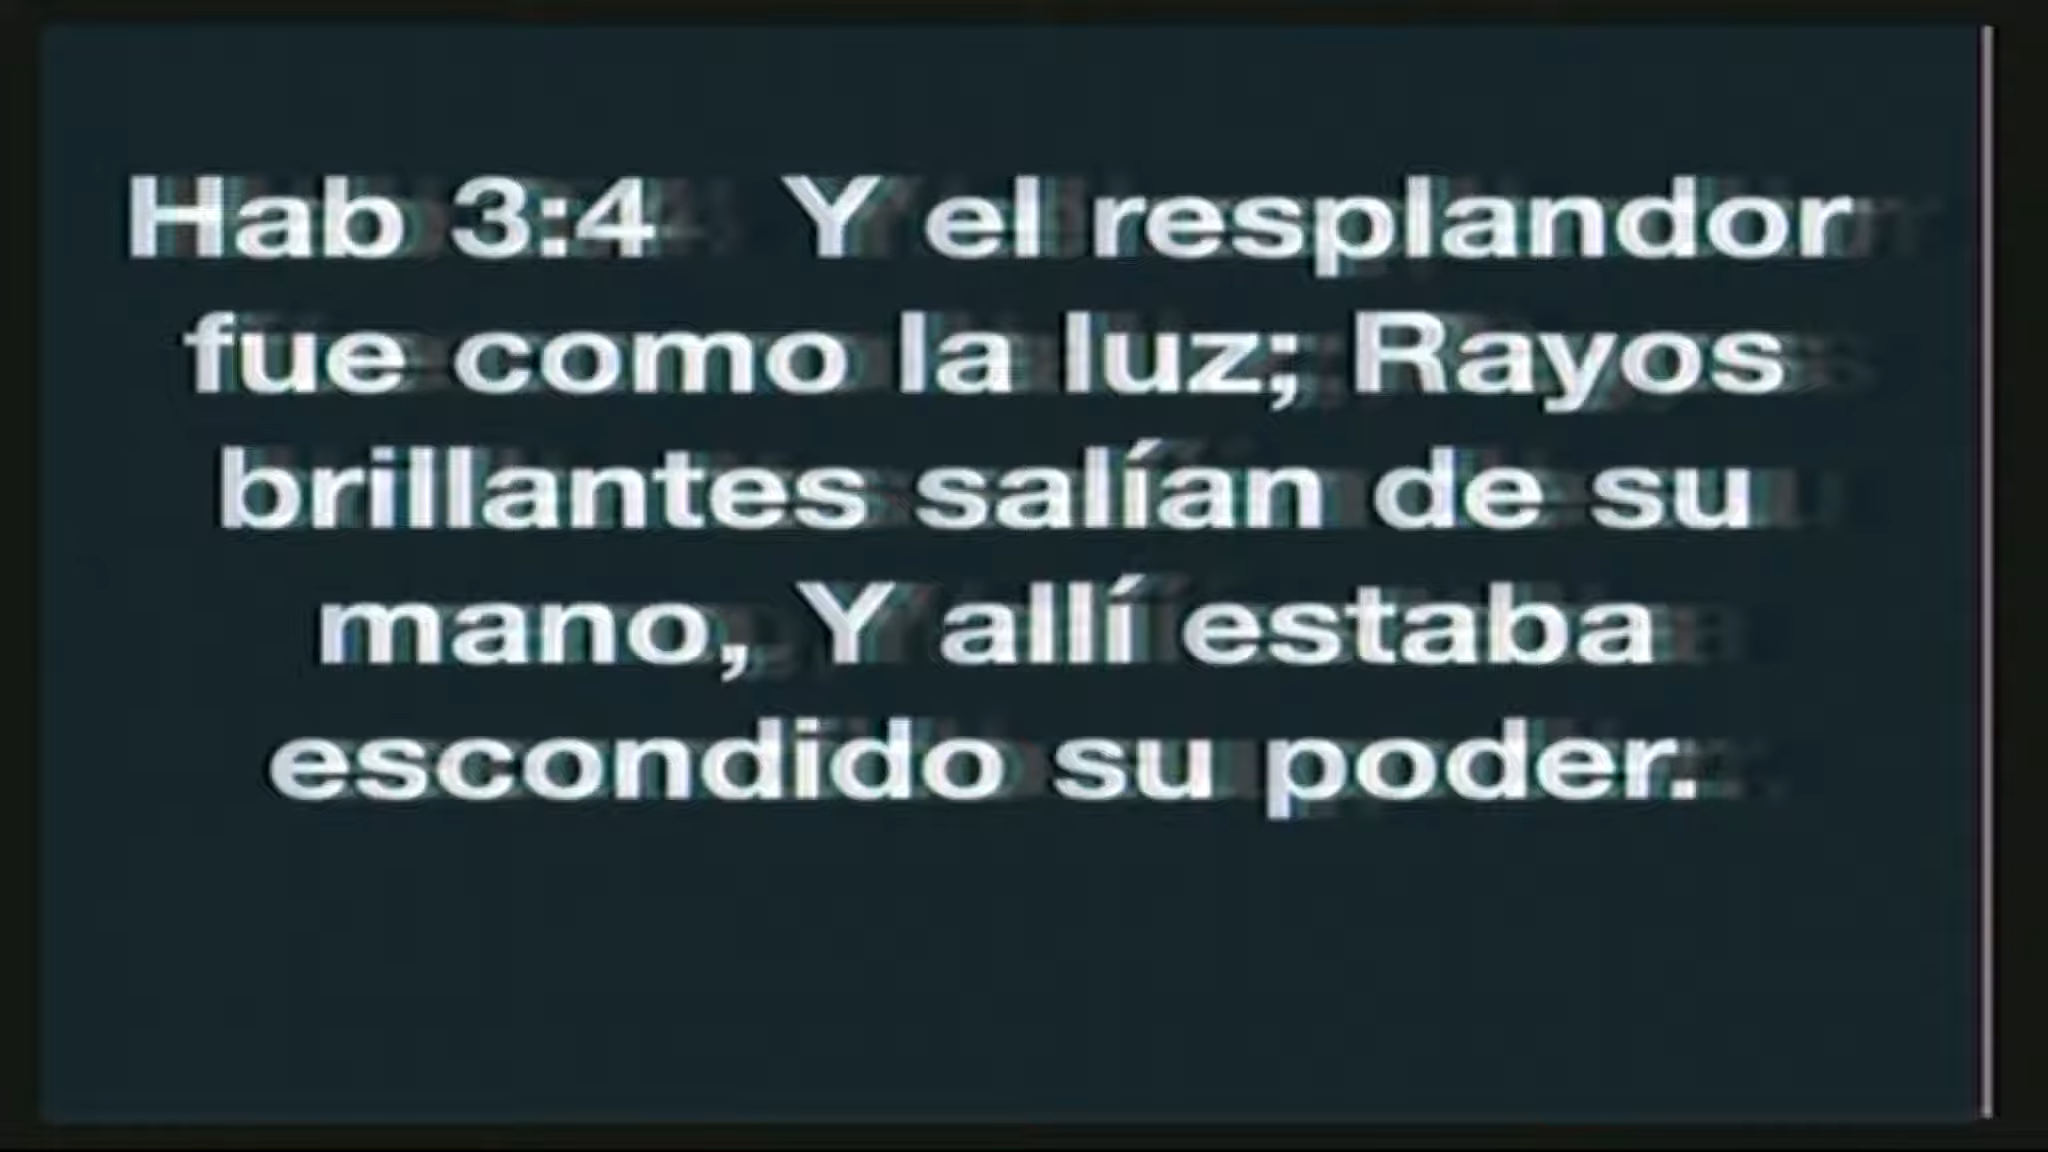 Hab 3:4 Y el resplandor
fue como la luz; Rayos
brillantes salían de su
mano, Y allí estaba
escondido su poder.